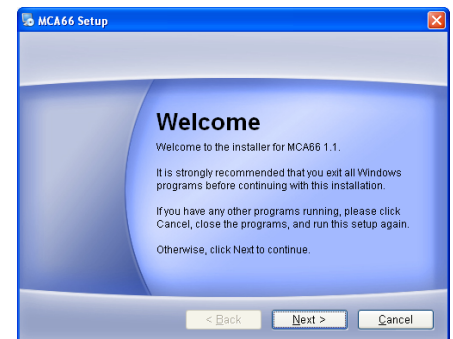 MCA66 Setup
Welcome
Welcome to the installer for MCA66 1.1.
It is strongly recommended that you exit all Windows
programs before continuing with this installation.
If you have any other programs running, please click
Cancel, close the programs, and run this setup again.
Otherwise, click Next to continue.
< Back Next > Cancel